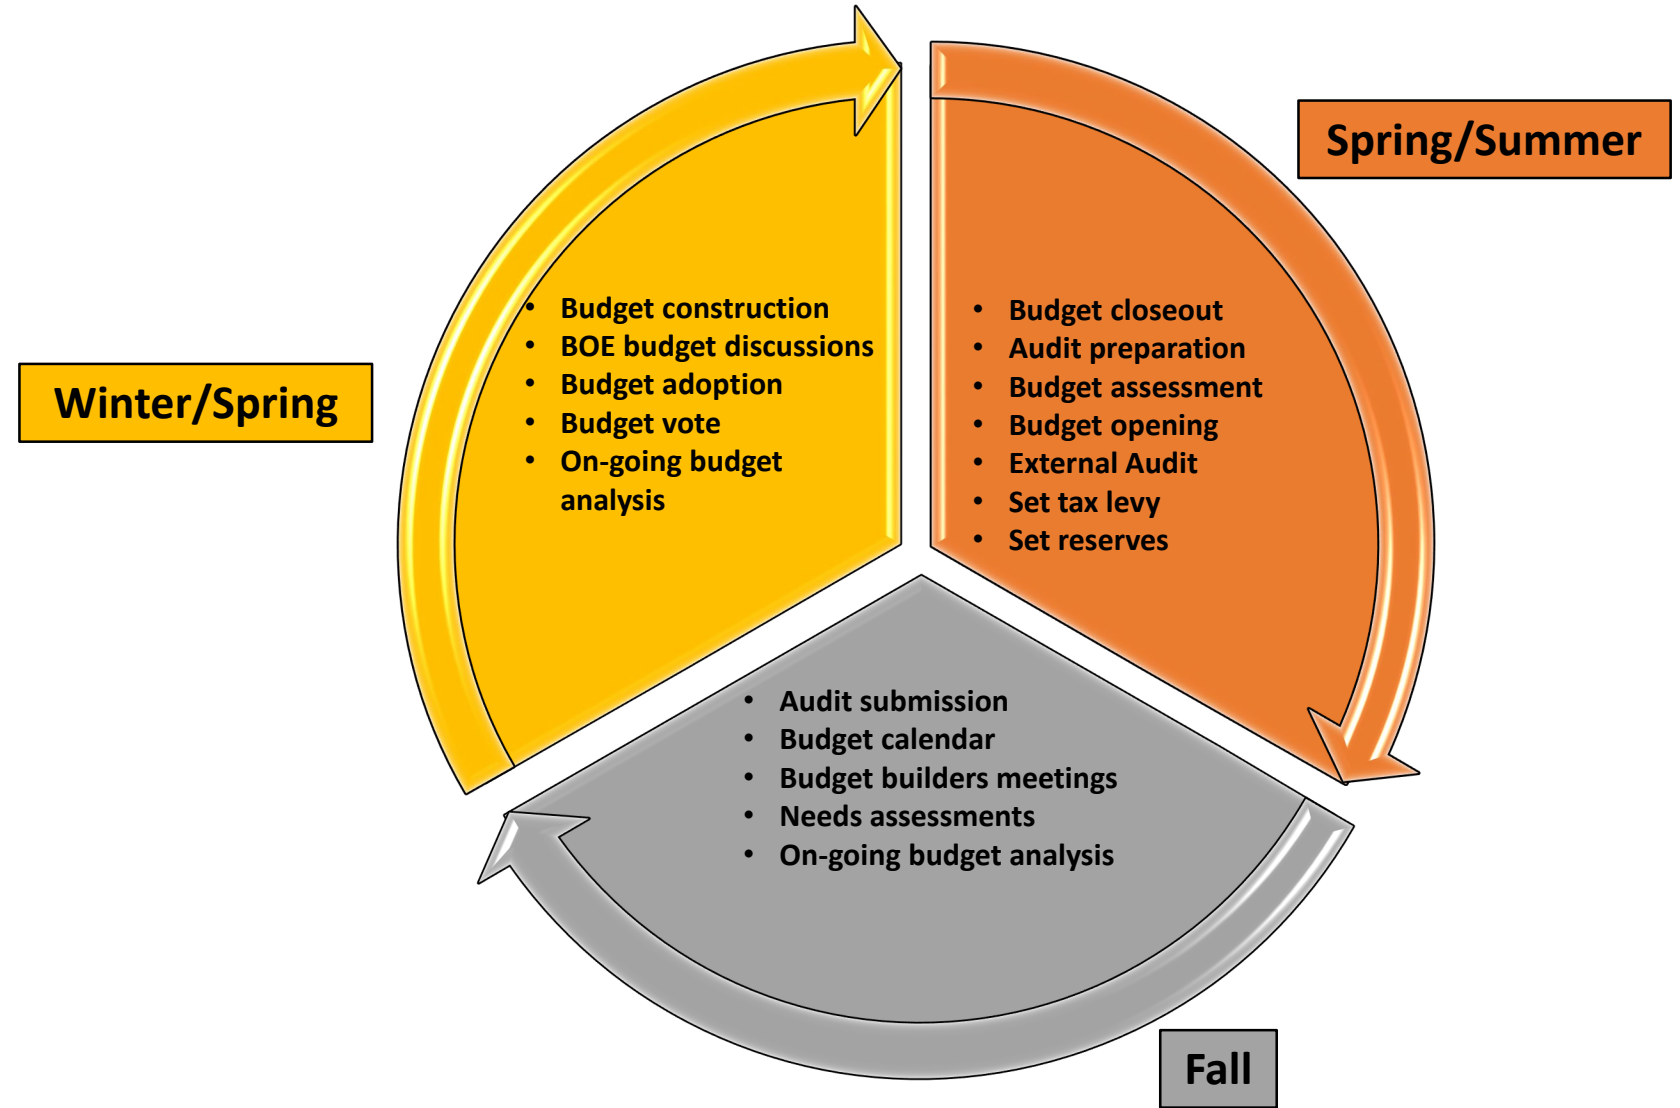 Spring/Summer
• Budget closeout
• Audit preparation
• Budget assessment
• Budget opening
• External Audit
• Set tax levy
• Set reserves
Fall
• Audit submission
• Budget calendar
• Budget builders meetings
• Needs assessments
• On-going budget analysis
Winter/Spring
• Budget construction
• BOE budget discussions
• Budget adoption
• Budget vote
• On-going budget
analysis